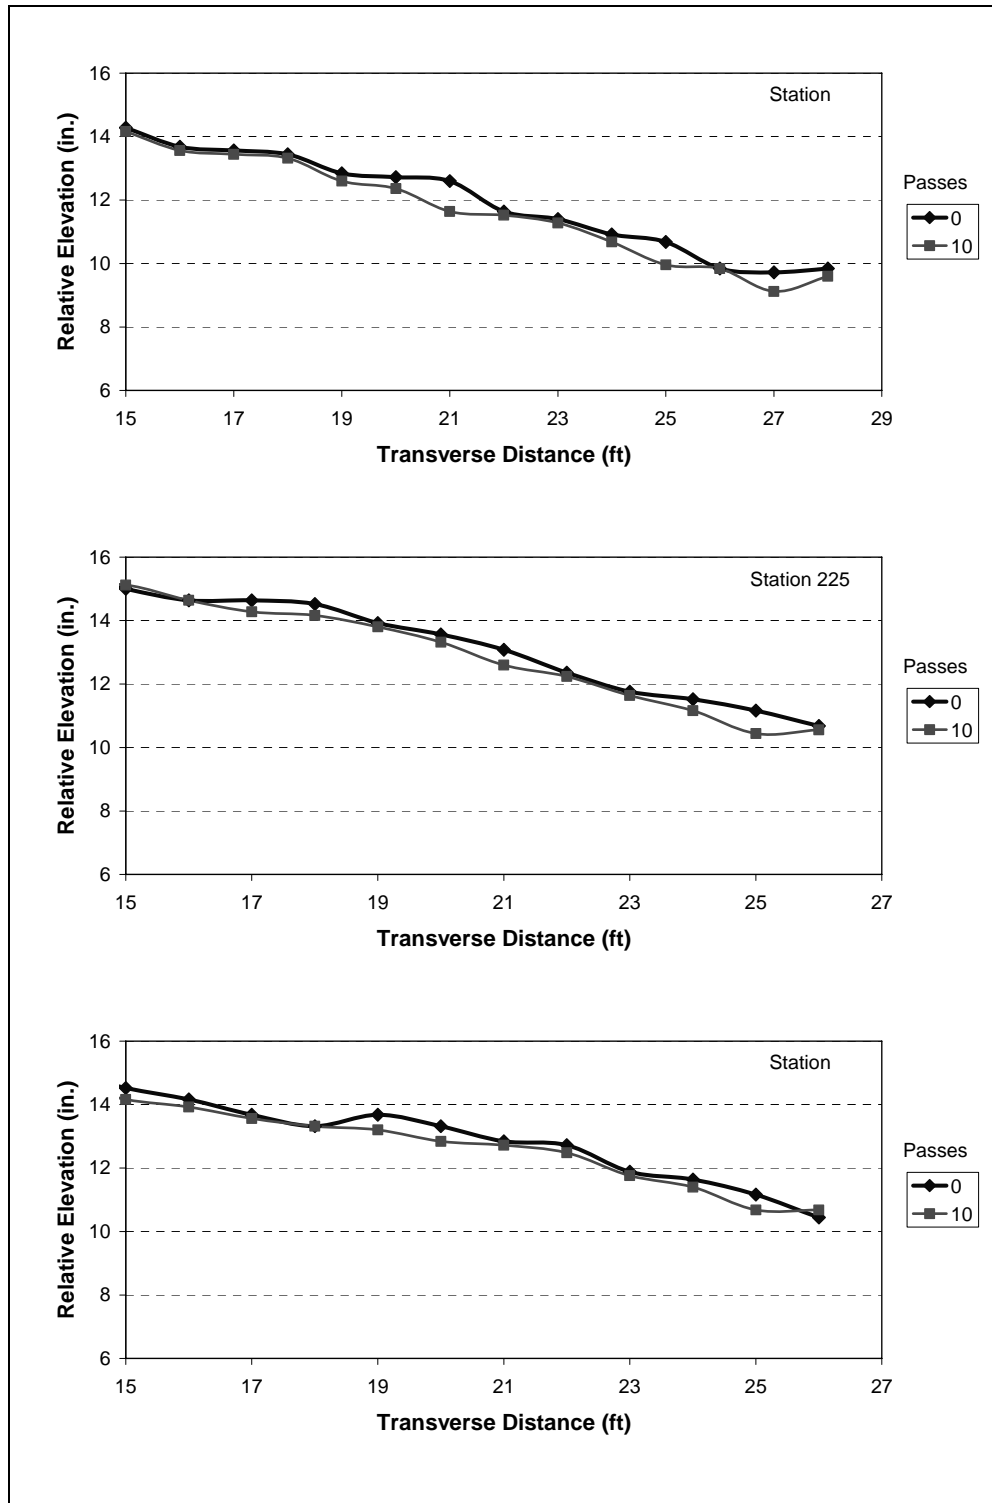 16
Station
14
12
Passes
0
10
10
8
6
15 17 19 21 23 25 27 29
Relative Elevation (in.)
Transverse Distance (ft)
16
Station 225
14
12
Passes
0
10
10
8
6
15 17 19 21 23 25 27
Relative Elevation (in.)
Transverse Distance (ft)
16
Station
14
12
Passes
0
10
10
8
6
15 17 19 21 23 25 27
Relative Elevation (in.)
Transverse Distance (ft)